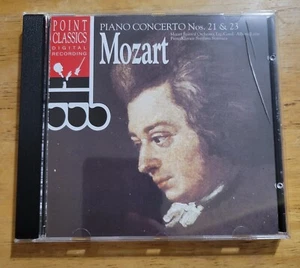 POINT
CLASSICS
DIGITAL
RECORDING
PIANO CONCERTO Nos. 21 & 23
Mozart